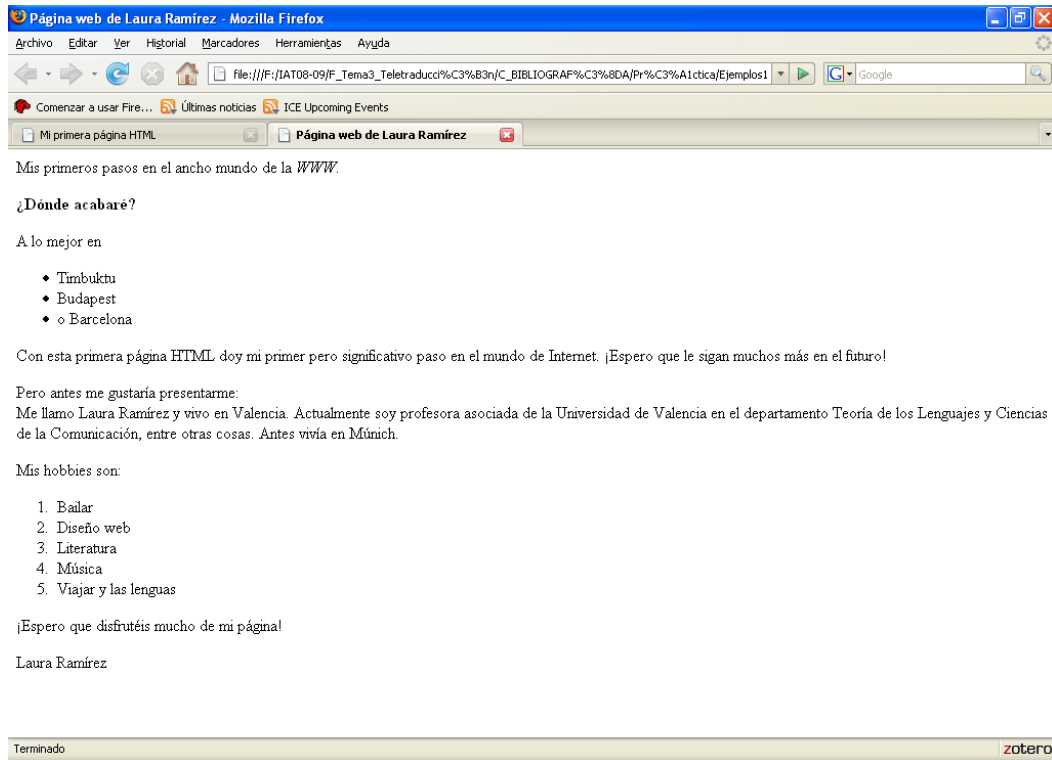 Página web de Laura Ramírez - Mozilla Firefox
Archivo Editar Ver Historial Marcadores Herramientas Ayuda
file:///F:/IAT08-09/F_Tema3_Teletraducci%C3%B3n/C_BIBLIOGRAF%C3%8DA/Pr%C3%A1ctica/Ejemplos1 G Google
Comenzar a usar Fire... Últimas noticias ICE Upcoming Events
Mi primera página HTML Página web de Laura Ramírez
Mis primeros pasos en el ancho mundo de la WWW.
¿Dónde acabaré?
A lo mejor en
• Timbuktu
• Budapest
• o Barcelona
Con esta primera página HTML doy mi primer pero significativo paso en el mundo de Internet. ¡Espero que le sigan muchos más en el futuro!
Pero antes me gustaría presentarme:
Me llamo Laura Ramírez y vivo en Valencia. Actualmente soy profesora asociada de la Universidad de Valencia en el departamento Teoría de los Lenguajes y Ciencias
de la Comunicación, entre otras cosas. Antes vivía en Múnich.
Mis hobbies son:
1. Bailar
2. Diseño web
3. Literatura
4. Música
5. Viajar y las lenguas
¡Espero que disfrutéis mucho de mi página!
Laura Ramírez
Terminado zotero